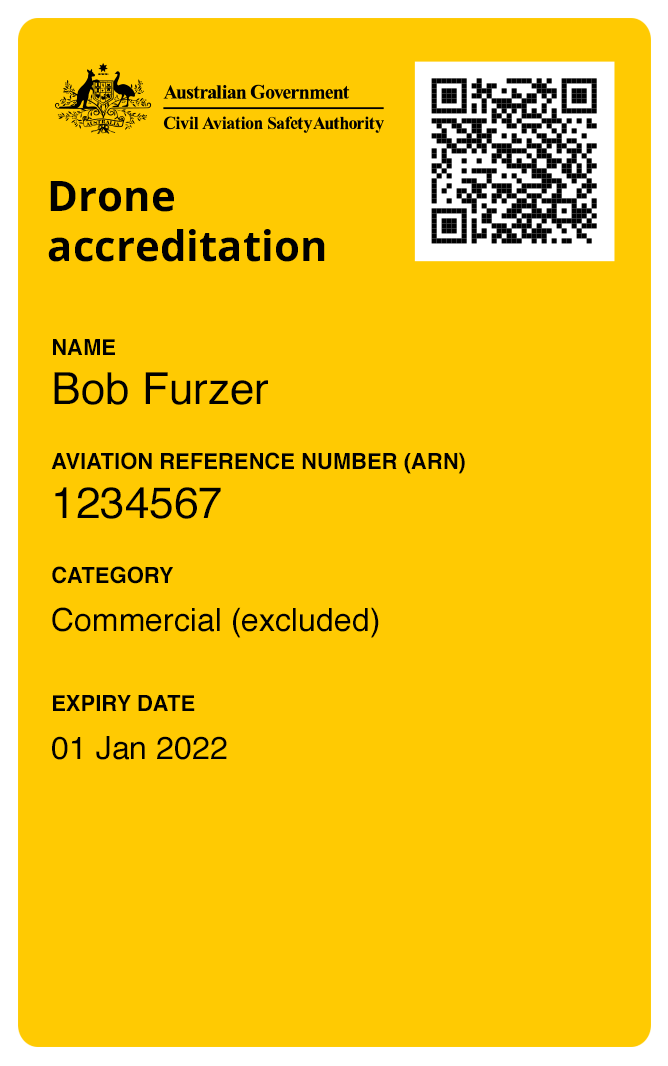 Australian Government
Civil Aviation Safety Authority
Drone
accreditation
NAME
Bob Furzer
AVIATION REFERENCE NUMBER (ARN)
1234567
CATEGORY
Commercial (excluded)
EXPIRY DATE
01 Jan 2022